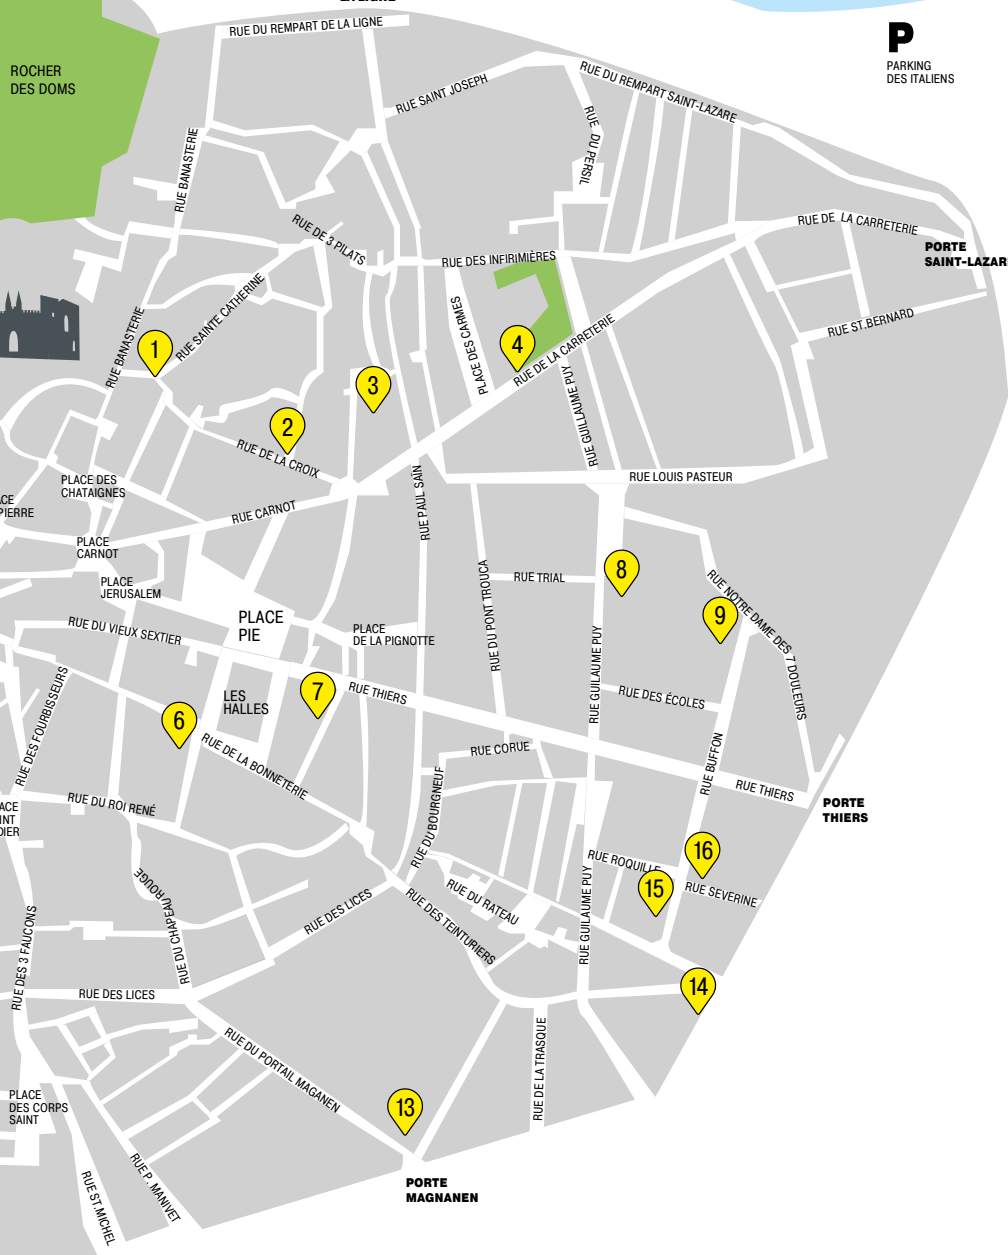 RUE DU REMPART DE LA LIGNE
P
PARKING
DES ITALIENS
ROCHER
DES DOMS
RUE SAINT JOSEPH
RUE DU REMPART SAINT-LAZARE
RUE DU PERSIL
RUE BANASTERIE
RUE DE 3 PILATS
RUE DES INFIRIMIÈRES
RUE DE LA CARRETERIE
PORTE
SAINT-LAZAR
RUE ST.BERNARD
RUE BANASTERIE
RUE SAINTE CATHERINE
1
PLACE DES CARMES
4
RUE DE LA CARRETERIE
3
RUE GUILLAUME PUY
2
RUE DE LA CROIX
PLACE DES
CHATAIGNES
RUE LOUIS PASTEUR
ACE
PIERRE
RUE CARNOT
RUE PAUL SAÏN
PLACE
CARNOT
PLACE
JERUSALEM
RUE DU PONT TROUCA
RUE TRIAL
8
RUE NOTRE DAME DES 7 DOULEURS
9
RUE DU VIEUX SEXTIER
PLACE
PIE
PLACE
DE LA PIGNOTTE
RUE GUILAUME PUY
RUE DES FOURBISSEURS
LES
HALLES
7
RUE THIERS
RUE DES ÉCOLES
6
RUE DE LA BONNETERIE
RUE CORUE
RUE BUFFON
RUE THIERS
PORTE
THIERS
RUE DU ROI RENÉ
ACE
INT
DIER
RUE DU BOURGNEUF
RUE ROQUILLE
16
15
RUE SEVERINE
RUE DU CHAPEAU ROUGE
RUE DES LICES
RUE DU RATEAU
RUE DES TEINTURIERS
RUE GUILAUME PUY
RUE DES 3 FAUCONS
RUE DES LICES
14
RUE DU PORTAIL MAGANEN
RUE DE LA TRASQUE
PLACE
DES CORPS
SAINT
13
RUE P. MANIVET
RUE ST.MICHEL
PORTE
MAGNANEN